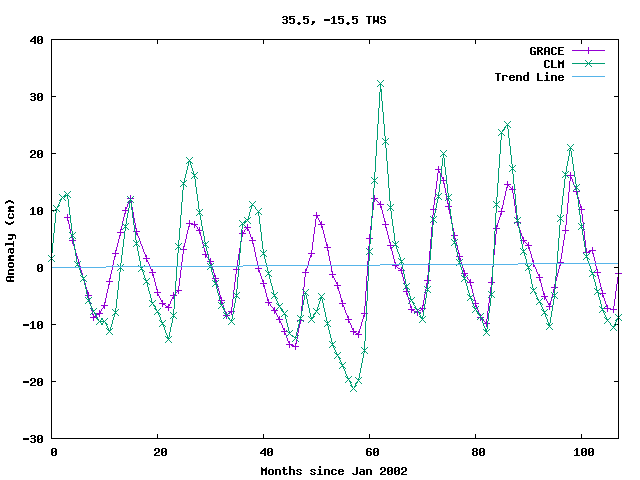 35.5, -15.5 TWS
GRACE
CLM
Trend Line
Anomaly (cm)
40
30
20
10
0
-10
-20
-30
0 20 40 60 80 100
Months since Jan 2002